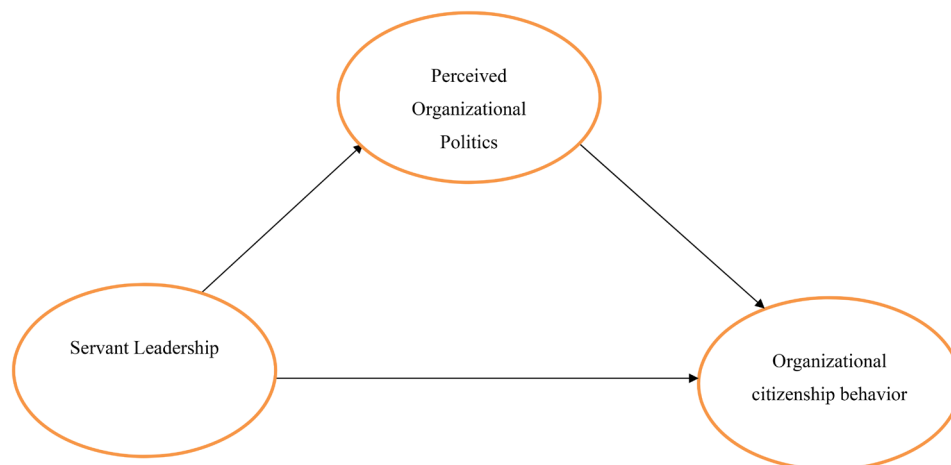 Perceived
Organizational
Politics
Servant Leadership
Organizational
citizenship behavior